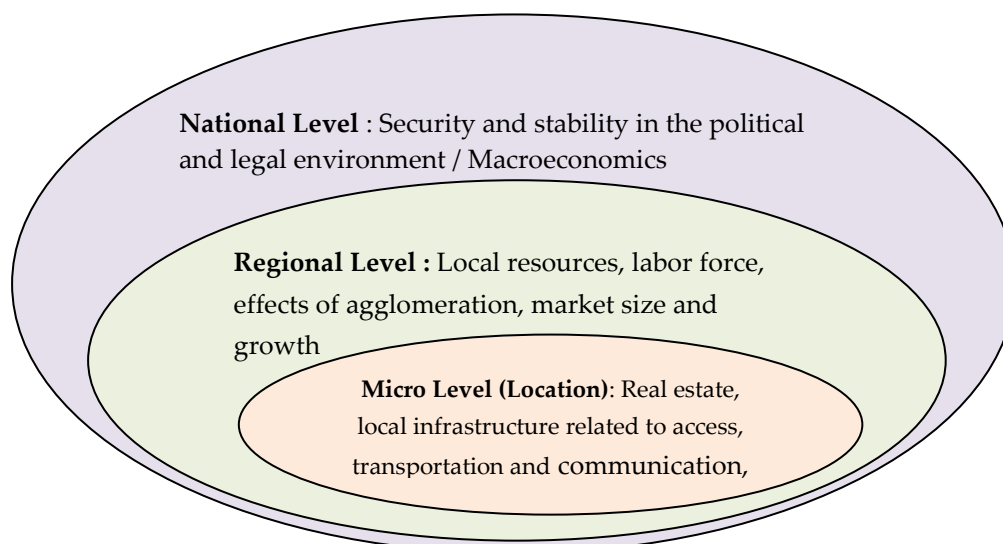 National Level : Security and stability in the political
and legal environment / Macroeconomics
Regional Level : Local resources, labor force,
effects of agglomeration, market size and
growth
Micro Level (Location): Real estate,
local infrastructure related to access,
transportation and communication,